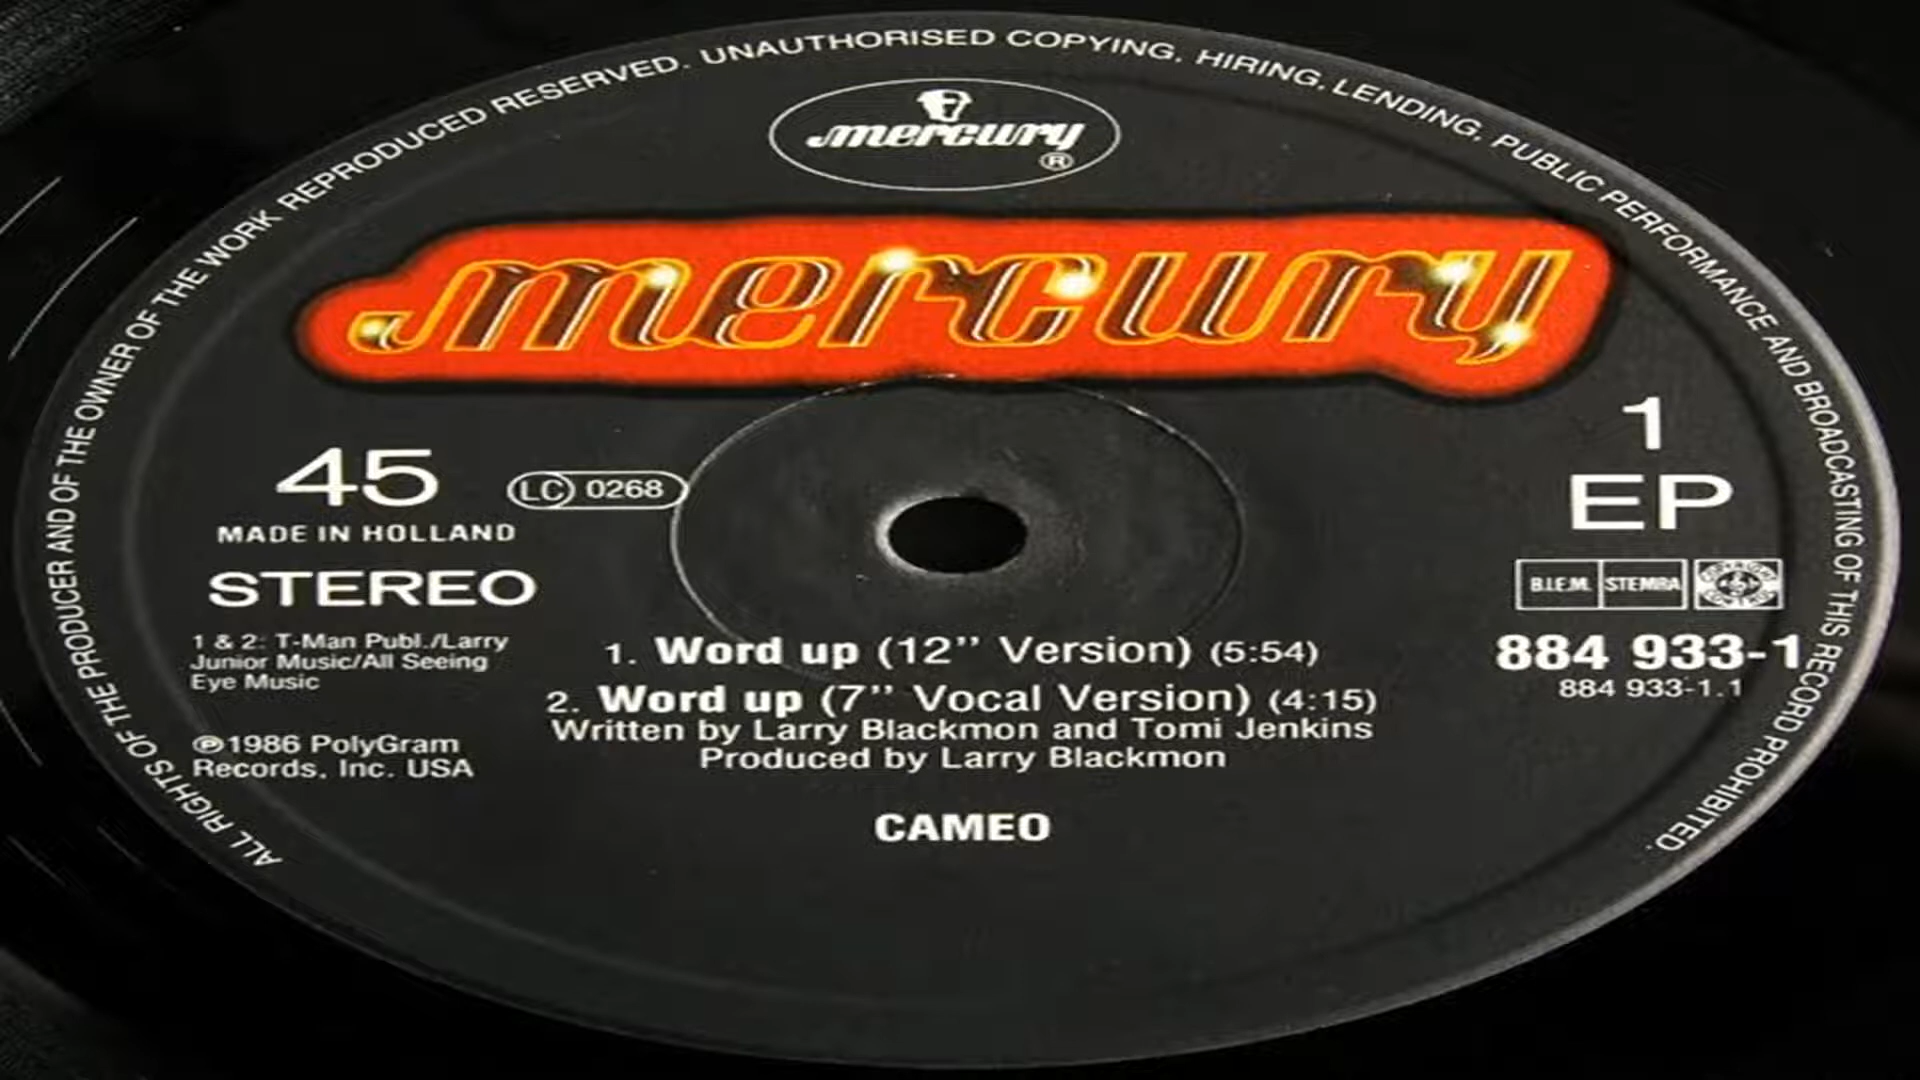 ALL RIGHTS OF THE PRODUCER AND OF THE OWNER OF THE WORK REPRODUCED RESERVED. UNAUTHORISED COPYING, HIRING, LENDING, PUBLIC PERFORMANCE AND BROADCASTING OF THIS RECORD PROHIBITED.
mercury
®
mercury
45
LC 0268
MADE IN HOLLAND
STEREO
1 & 2: T-Man Publ./Larry
Junior Music/All Seeing
Eye Music
℗1986 PolyGram
Records, Inc. USA
1
EP
B.I.E.M. STEMRA
884 933-1
884 933-1.1
1. Word up (12" Version) (5:54)
2. Word up (7" Vocal Version) (4:15)
Written by Larry Blackmon and Tomi Jenkins
Produced by Larry Blackmon
CAMEO